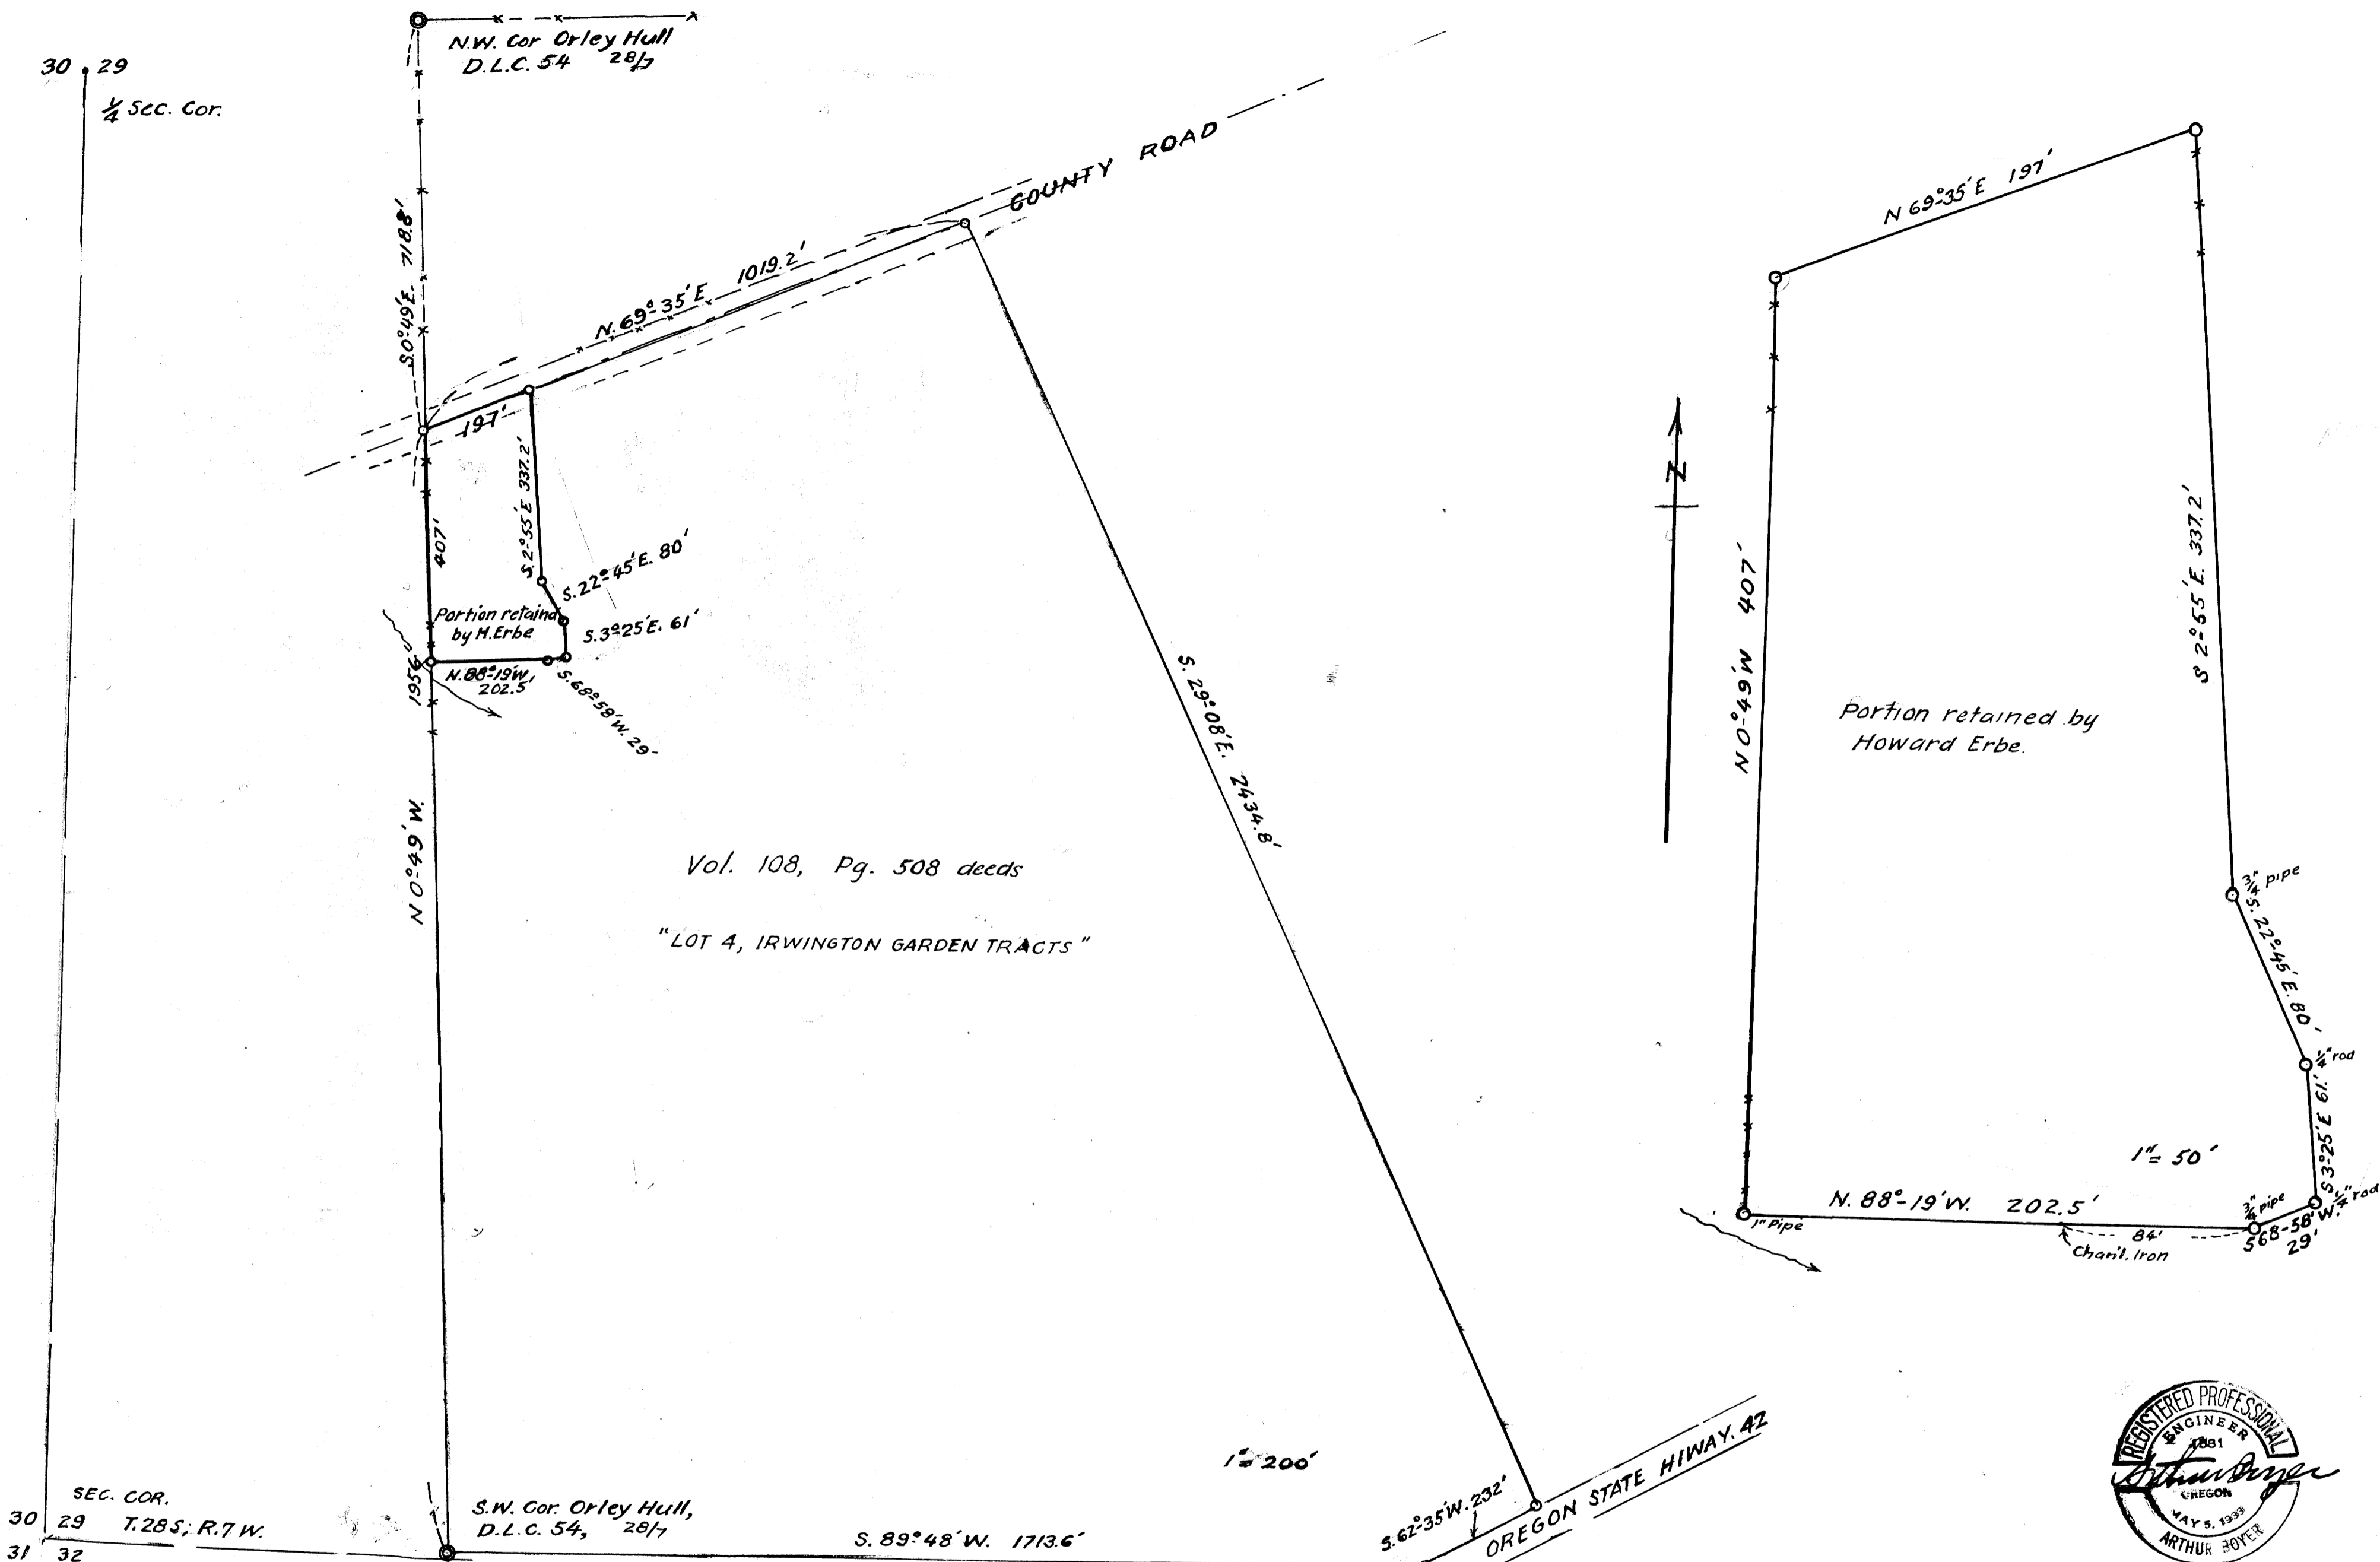 N.W. Cor Orley Hull
D.L.C. 54 28/7
30 29
1/4 Sec. Cor.
COUNTY ROAD
S.0°-49'E. 718.8'
N. 69°-35'E 1019.2'
197'
S.2°-55'E 337.2'
407'
S.22°-45'E. 80'
Portion retaind
by H.Erbe
S.3°25'E. 61'
1956'
N.88°-19'W.
202.5'
S.68°-58'W. 29'
N 0°-49'W.
S. 29°-08'E. 2434.8'
Vol. 108, Pg. 508 deeds
"LOT 4, IRWINGTON GARDEN TRACTS"
1"= 200'
SEC. COR.
30 29 T.28S; R.7W.
31 32
S.W. Cor. Orley Hull,
D.L.C. 54, 28/7
S. 89°-48'W. 1713.6'
S.62°-35'W. 232'
OREGON STATE HIWAY. 42
N 69°-35'E 197'
N
N 0°-49'W 407'
S 2°-55'E. 337.2'
Portion retained by
Howard Erbe.
3/4" pipe
S. 22°-45'E. 80'
1/4" rod
S 3°-25'E 61.'
1"= 50'
N. 88°-19'W. 202.5'
3/4" pipe
1/4" rod
1" Pipe
84'
Chan'l. Iron
S68-58'W.
29'
REGISTERED PROFESSIONAL
ENGINEER
1881
Arthur Boyer
OREGON
MAY 5, 1933
ARTHUR BOYER